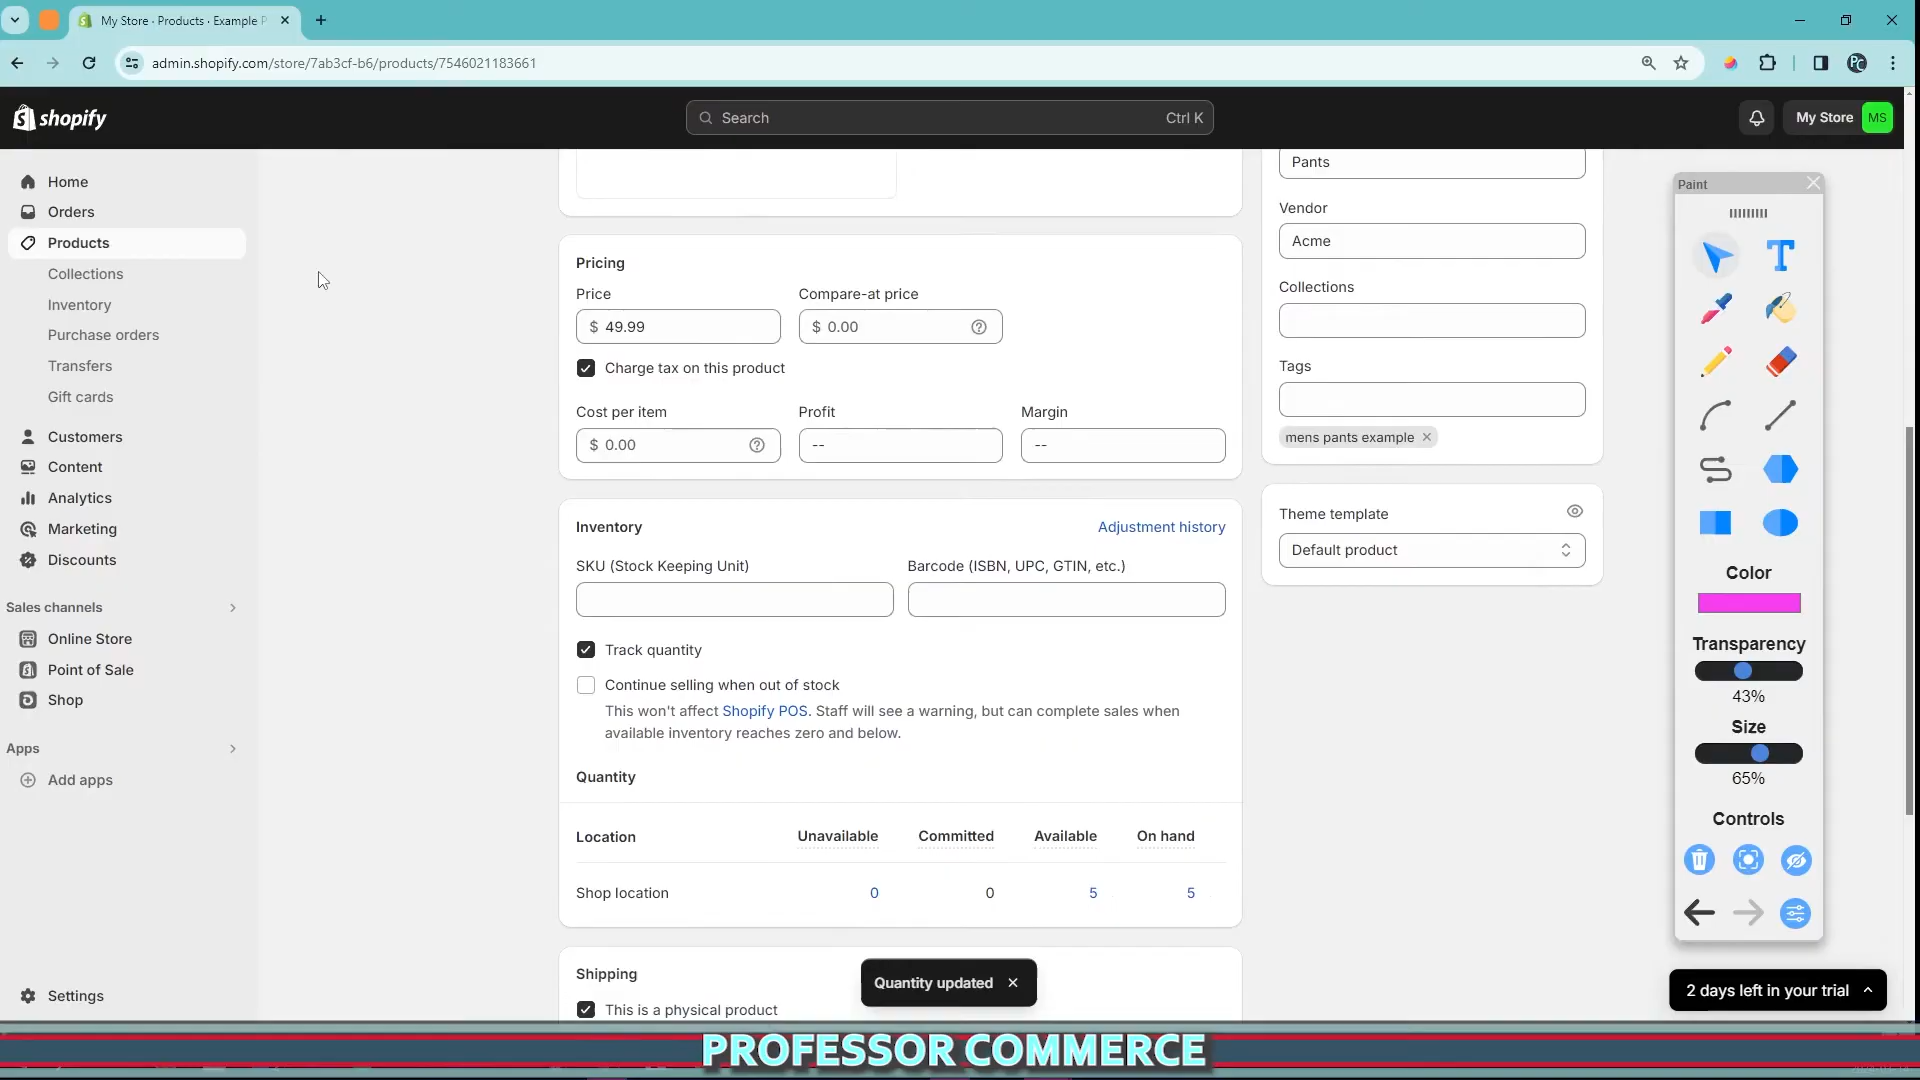 My Store · Products · Example P
admin.shopify.com/store/7ab3cf-b6/products/7546021183661
PC
shopify
Search
Ctrl K
My Store
MS
Home
Orders
Products
Collections
Inventory
Purchase orders
Transfers
Gift cards
Customers
Content
Analytics
Marketing
Discounts
Sales channels
Online Store
Point of Sale
Shop
Apps
Add apps
Settings
Pricing
Price
Compare-at price
$ 49.99
$ 0.00
Charge tax on this product
Cost per item
Profit
Margin
$ 0.00
--
--
Inventory
Adjustment history
SKU (Stock Keeping Unit)
Barcode (ISBN, UPC, GTIN, etc.)
Track quantity
Continue selling when out of stock
This won't affect Shopify POS. Staff will see a warning, but can complete sales when
available inventory reaches zero and below.
Quantity
Location
Unavailable
Committed
Available
On hand
Shop location
0
0
5
5
Shipping
This is a physical product
Quantity updated
Pants
Vendor
Acme
Collections
Tags
mens pants example
Theme template
Default product
Paint
T
Color
Transparency
43%
Size
65%
Controls
2 days left in your trial
PROFESSOR COMMERCE